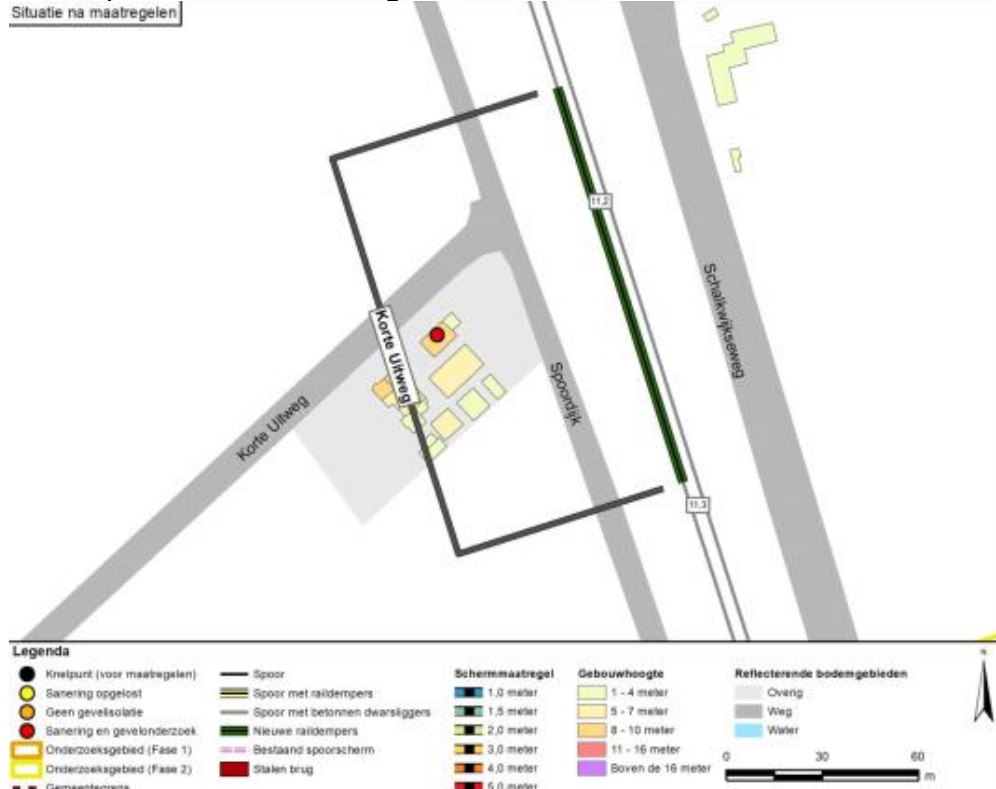 Situatie na maatregelen
11,2
Schalkwijkseweg
Korte Uitweg
Spoordijk
Korte Uitweg
11,3
Legenda
Knelpunt (voor maatregelen)
Sanering opgelost
Geen gevelisolatie
Sanering en gevelonderzoek
Onderzoeksgebied (Fase 1)
Onderzoeksgebied (Fase 2)
Gemeentegrens
Spoor
Spoor met raildempers
Spoor met betonnen dwarsliggers
Nieuwe raildempers
Bestaand spoorscherm
Stalen brug
Schermmaatregel
1,0 meter
1,5 meter
2,0 meter
3,0 meter
4,0 meter
5,0 meter
Gebouwhoogte
1 - 4 meter
5 - 7 meter
8 - 10 meter
11 - 16 meter
Boven de 16 meter
Reflecterende bodemgebieden
Overig
Weg
Water
N
0 30 60
m